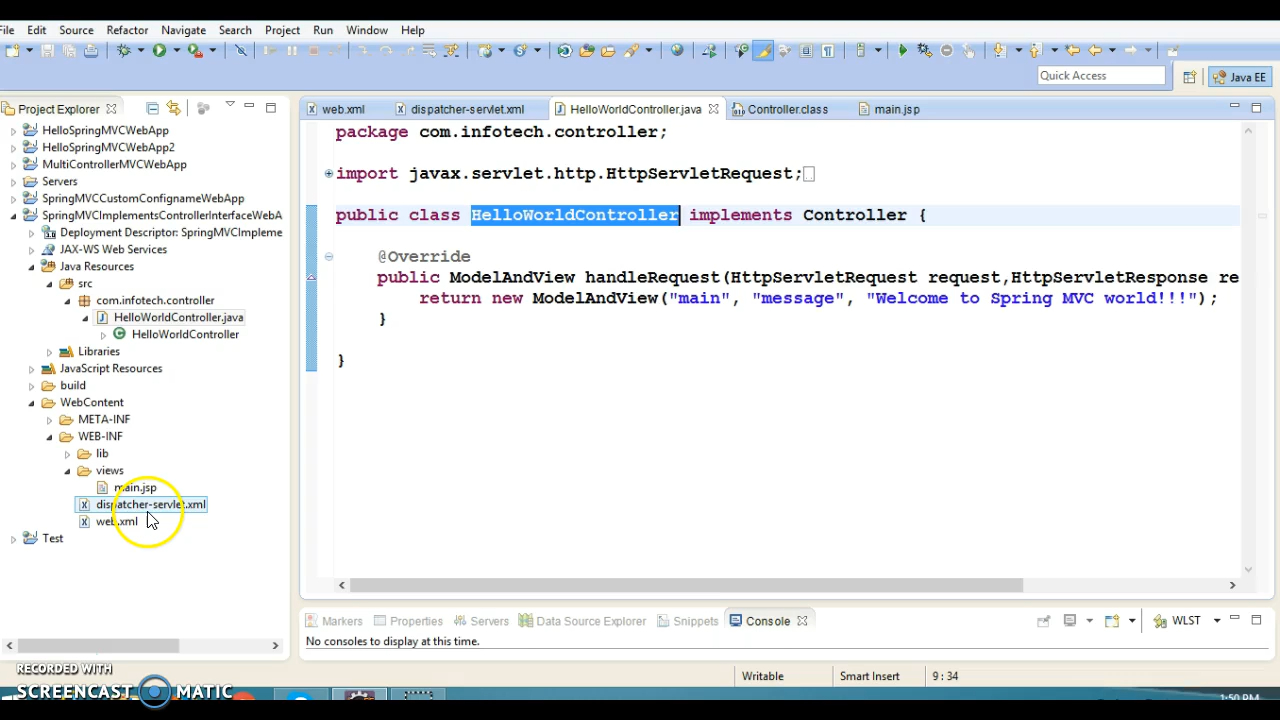 File Edit Source Refactor Navigate Search Project Run Window Help
Quick Access
Java EE
Project Explorer
HelloSpringMVCWebApp
HelloSpringMVCWebApp2
MultiControllerMVCWebApp
Servers
SpringMVCCustomConfignameWebApp
SpringMVCImplementsControllerInterfaceWebA
Deployment Descriptor: SpringMVCImpleme
JAX-WS Web Services
Java Resources
src
com.infotech.controller
HelloWorldController.java
HelloWorldController
Libraries
JavaScript Resources
build
WebContent
META-INF
WEB-INF
lib
views
main.jsp
dispatcher-servlet.xml
web.xml
Test
web.xml dispatcher-servlet.xml HelloWorldController.java Controller.class main.jsp
package com.infotech.controller;
import javax.servlet.http.HttpServletRequest;
public class HelloWorldController implements Controller {
@Override
public ModelAndView handleRequest(HttpServletRequest request,HttpServletResponse re
return new ModelAndView("main", "message", "Welcome to Spring MVC world!!!");
}
}
Markers Properties Servers Data Source Explorer Snippets Console
WLST
No consoles to display at this time.
Writable Smart Insert 9 : 34
RECORDED WITH
SCREENCAST MATIC
1:50 PM